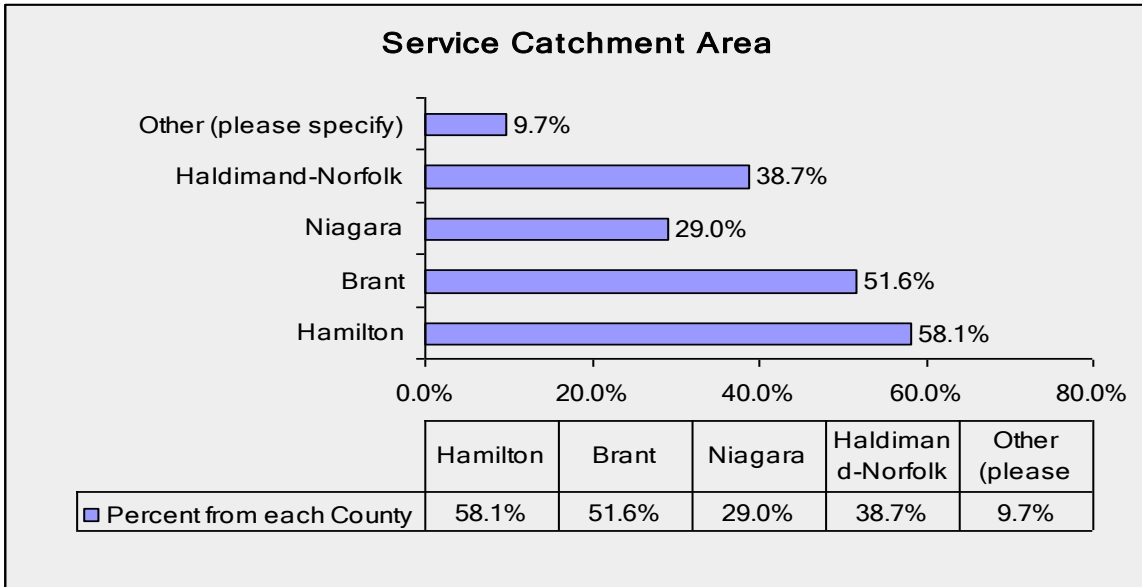 Service Catchment Area
Other (please specify) 9.7%
Haldimand-Norfolk 38.7%
Niagara 29.0%
Brant 51.6%
Hamilton 58.1%
0.0% 20.0% 40.0% 60.0% 80.0%
Hamilton Brant Niagara Haldiman Other
d-Norfolk (please
Percent from each County 58.1% 51.6% 29.0% 38.7% 9.7%